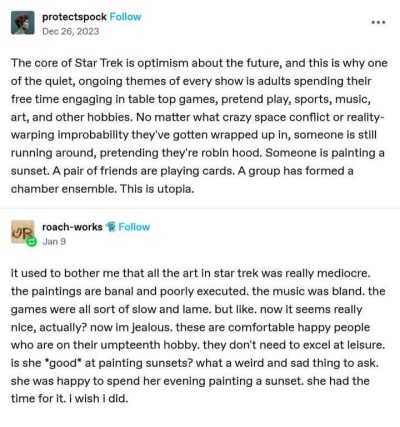 protectspock Follow
Dec 26, 2023
The core of Star Trek is optimism about the future, and this is why one
of the quiet, ongoing themes of every show is adults spending their
free time engaging in table top games, pretend play, sports, music,
art, and other hobbies. No matter what crazy space conflict or reality-
warping improbability they've gotten wrapped up in, someone is still
running around, pretending they're robin hood. Someone is painting a
sunset. A pair of friends are playing cards. A group has formed a
chamber ensemble. This is utopia.
roach-works Follow
Jan 9
it used to bother me that all the art in star trek was really mediocre.
the paintings are banal and poorly executed. the music was bland. the
games were all sort of slow and lame. but like. now it seems really
nice, actually? now im jealous. these are comfortable happy people
who are on their umpteenth hobby. they don't need to excel at leisure.
is she *good* at painting sunsets? what a weird and sad thing to ask.
she was happy to spend her evening painting a sunset. she had the
time for it. i wish i did.